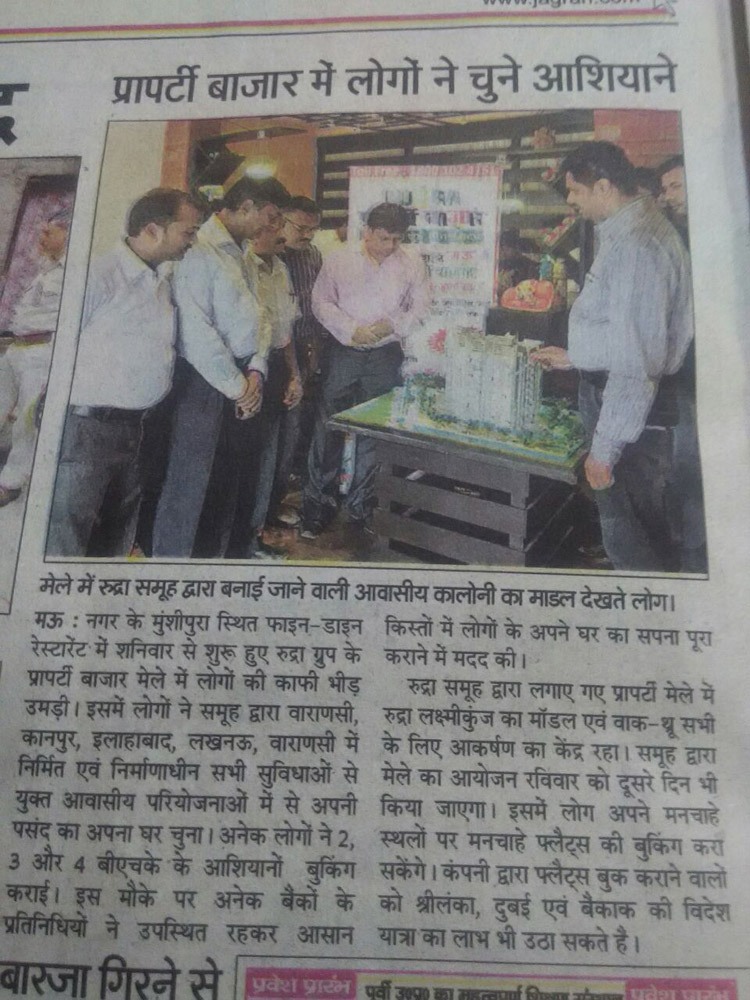 www.jagran.com
प्रापर्टी बाजार में लोगों ने चुने आशियाने
मेले में रुद्रा समूह द्वारा बनाई जाने वाली आवासीय कालोनी का माडल देखते लोग।
मऊ : नगर के मुंशीपुरा स्थित फाइन-डाइन
रेस्टारेंट में शनिवार से शुरू हुए रुद्रा ग्रुप के
प्रापर्टी बाजार मेले में लोगों की काफी भीड़
उमड़ी। इसमें लोगों ने समूह द्वारा वाराणसी,
कानपुर, इलाहाबाद, लखनऊ, वाराणसी में
निर्मित एवं निर्माणाधीन सभी सुविधाओं से
युक्त आवासीय परियोजनाओं में से अपनी
पसंद का अपना घर चुना। अनेक लोगों ने 2,
3 और 4 बीएचके के आशियानों बुकिंग
कराई। इस मौके पर अनेक बैकों के
प्रतिनिधियों ने उपस्थित रहकर आसान
किस्तों में लोगों के अपने घर का सपना पूरा
कराने में मदद की।
रुद्रा समूह द्वारा लगाए गए प्रापर्टी मेले में
रुद्रा लक्ष्मीकुंज का मॉडल एवं वाक-थ्रू सभी
के लिए आकर्षण का केंद्र रहा। समूह द्वारा
मेले का आयोजन रविवार को दूसरे दिन भी
किया जाएगा। इसमें लोग अपने मनचाहे
स्थलों पर मनचाहे फ्लैट्स की बुकिंग करा
सकेंगे। कंपनी द्वारा फ्लैट्स बुक कराने वालो
को श्रीलंका, दुबई एवं बैकाक की विदेश
यात्रा का लाभ भी उठा सकते है।
बारजा गिरने से
प्रवेश प्रारंभ
प्रवेश प्रारंभ